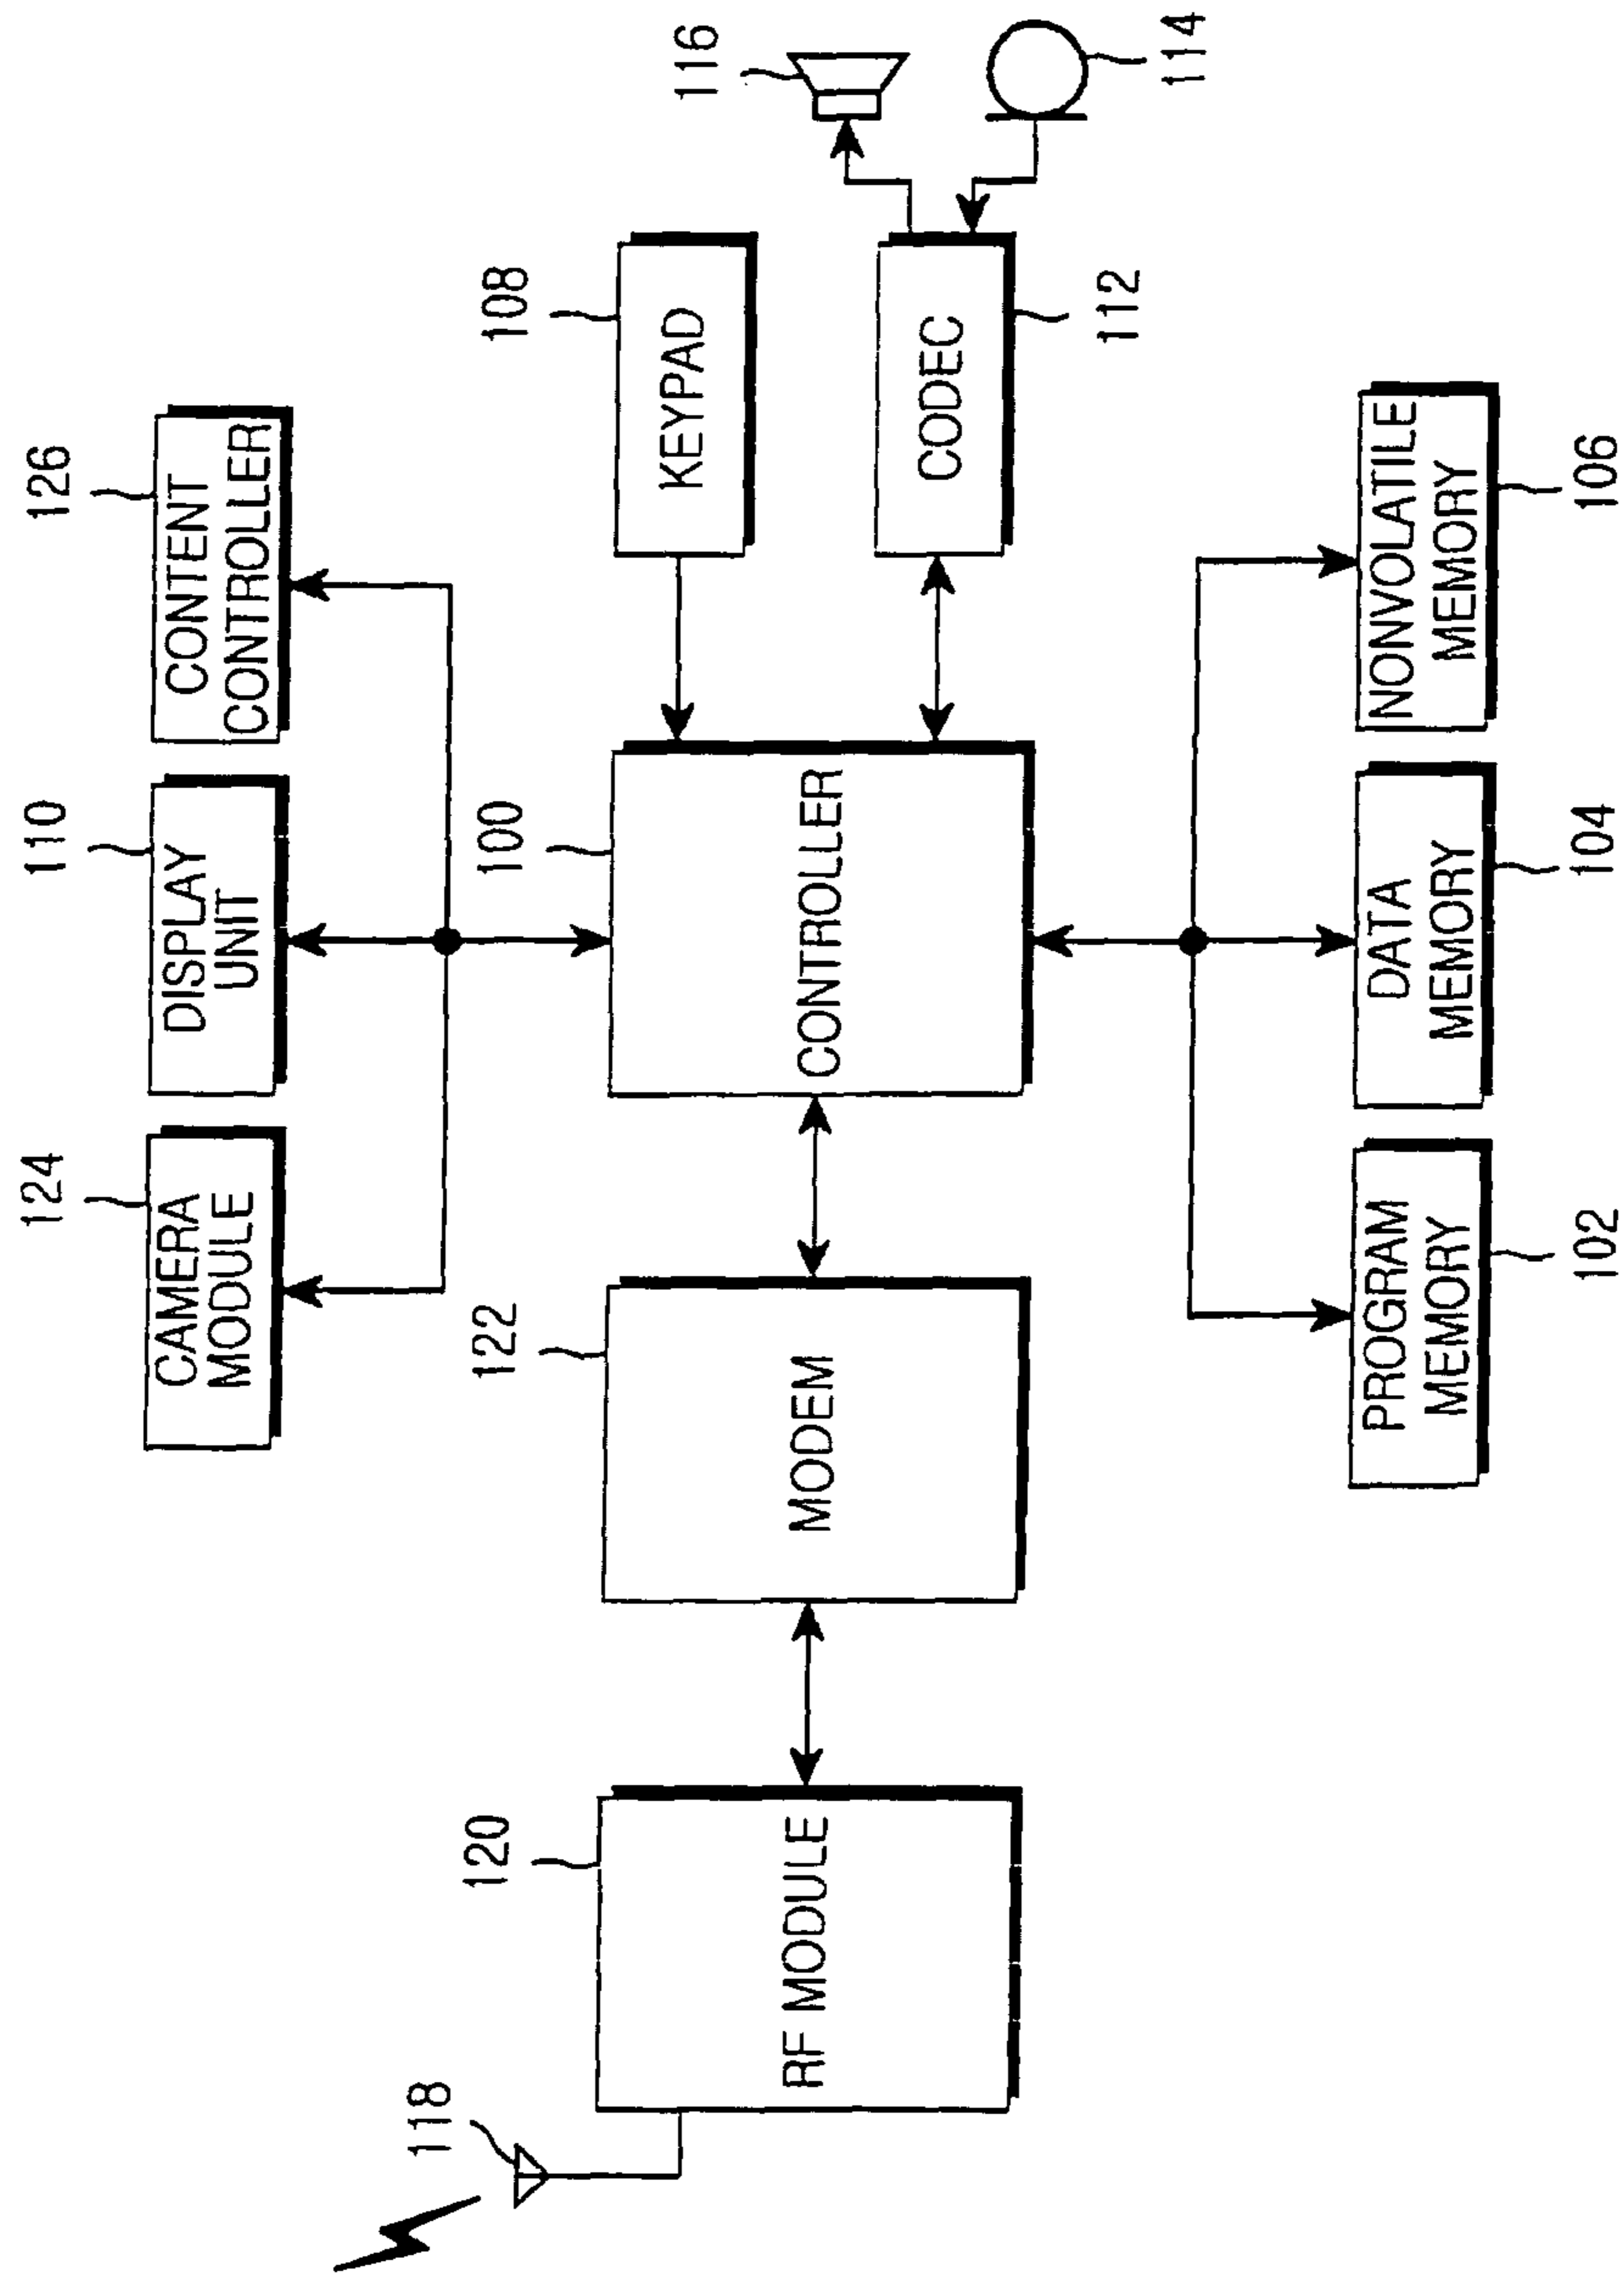 124
110
126
CAMERA
MODULE
DISPLAY
UNIT
CONTENT
CONTROLLER
118
120
122
100
108
116
RF MODULE
MODEM
CONTROLLER
KEYPAD
CODEC
112
114
PROGRAM
MEMORY
DATA
MEMORY
NONVOLATILE
MEMORY
102
104
106